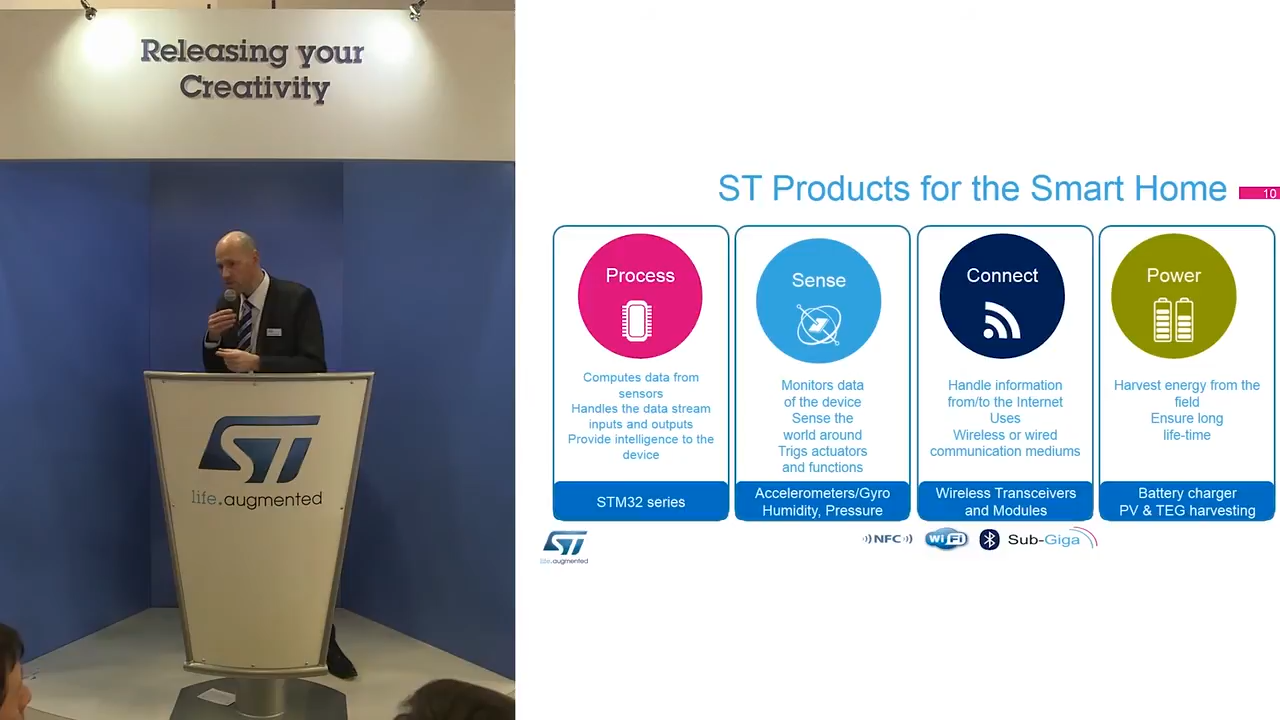 Releasing your
Creativity
ST
life.augmented
ST Products for the Smart Home
10
Process
Computes data from
sensors
Handles the data stream
inputs and outputs
Provide intelligence to the
device
STM32 series
Sense
Monitors data
of the device
Sense the
world around
Trigs actuators
and functions
Accelerometers/Gyro
Humidity, Pressure
Connect
Handle information
from/to the Internet
Uses
Wireless or wired
communication mediums
Wireless Transceivers
and Modules
Power
Harvest energy from the
field
Ensure long
life-time
Battery charger
PV & TEG harvesting
ST
life.augmented
NFC
WiFi
Sub-Giga